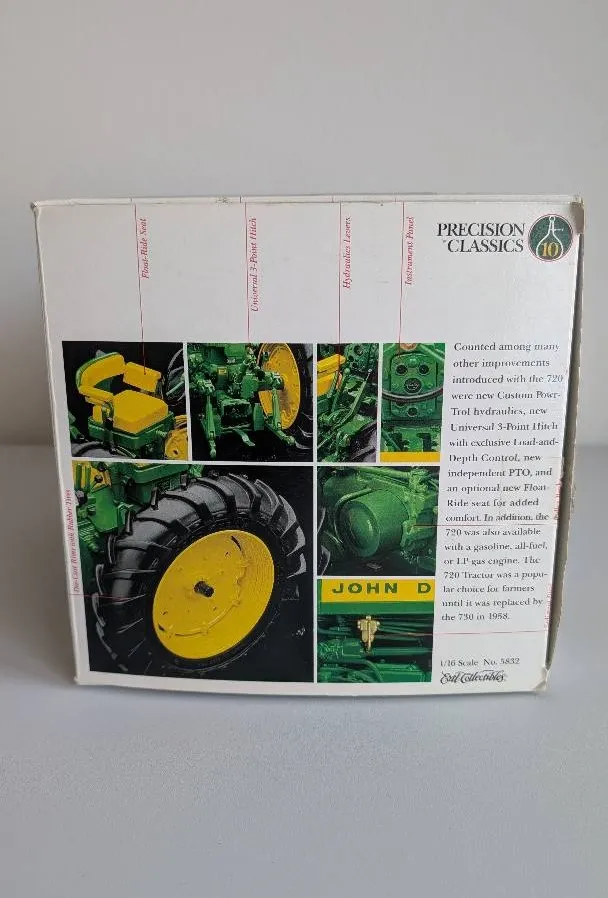 Float-Ride Seat
Universal 3-Point Hitch
Hydraulics Levers
Instrument Panel
PRECISION
CLASSICS
10
Counted among many
other improvements
introduced with the 720
were new Custom Powr-
Trol hydraulics, new
Universal 3-Point Hitch
with exclusive Load-and-
Depth Control, new
independent PTO, and
an optional new Float-
Ride seat for added
comfort. In addition, the
720 was also available
with a gasoline, all-fuel,
or LP-gas engine. The
720 Tractor was a popu-
lar choice for farmers
until it was replaced by
the 730 in 1958.
JOHN D
1/16 Scale No. 5832
Ertl Collectibles